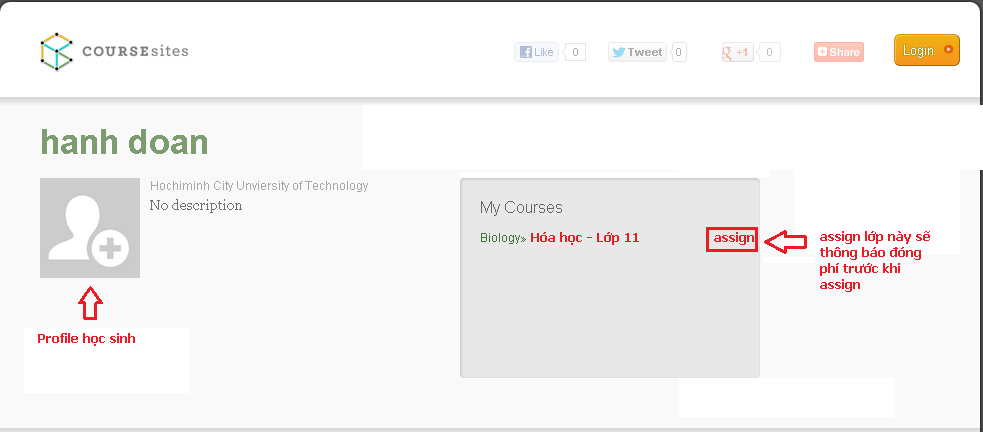 COURSEsites
Like 0
Tweet 0
+1 0
Share
Login
hanh doan
Hochiminh City Unviersity of Technology
No description
My Courses
Biology» Hóa học - Lớp 11 assign
assign lớp này sẽ
thông báo đóng
phí trước khi
assign
Profile học sinh